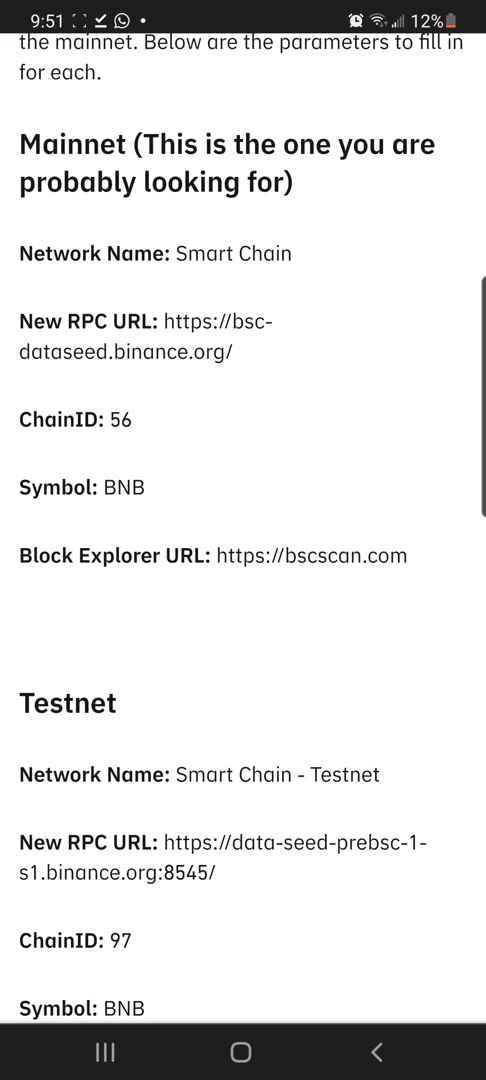 9:51
12%
the mainnet. Below are the parameters to fill in
for each.
Mainnet (This is the one you are
probably looking for)
Network Name: Smart Chain
New RPC URL: https://bsc-
dataseed.binance.org/
ChainID: 56
Symbol: BNB
Block Explorer URL: https://bscscan.com
Testnet
Network Name: Smart Chain - Testnet
New RPC URL: https://data-seed-prebsc-1-
s1.binance.org:8545/
ChainID: 97
Symbol: BNB